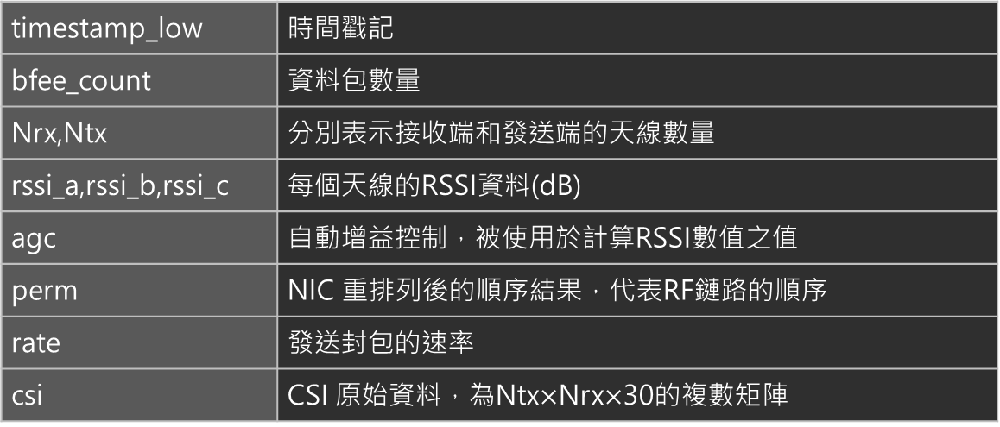 timestamp_low 時間戳記
bfee_count 資料包數量
Nrx,Ntx 分別表示接收端和發送端的天線數量
rssi_a,rssi_b,rssi_c 每個天線的RSSI資料(dB)
agc 自動增益控制，被使用於計算RSSI數值之值
perm NIC 重排列後的順序結果，代表RF鏈路的順序
rate 發送封包的速率
csi CSI 原始資料，為Ntx×Nrx×30的複數矩陣